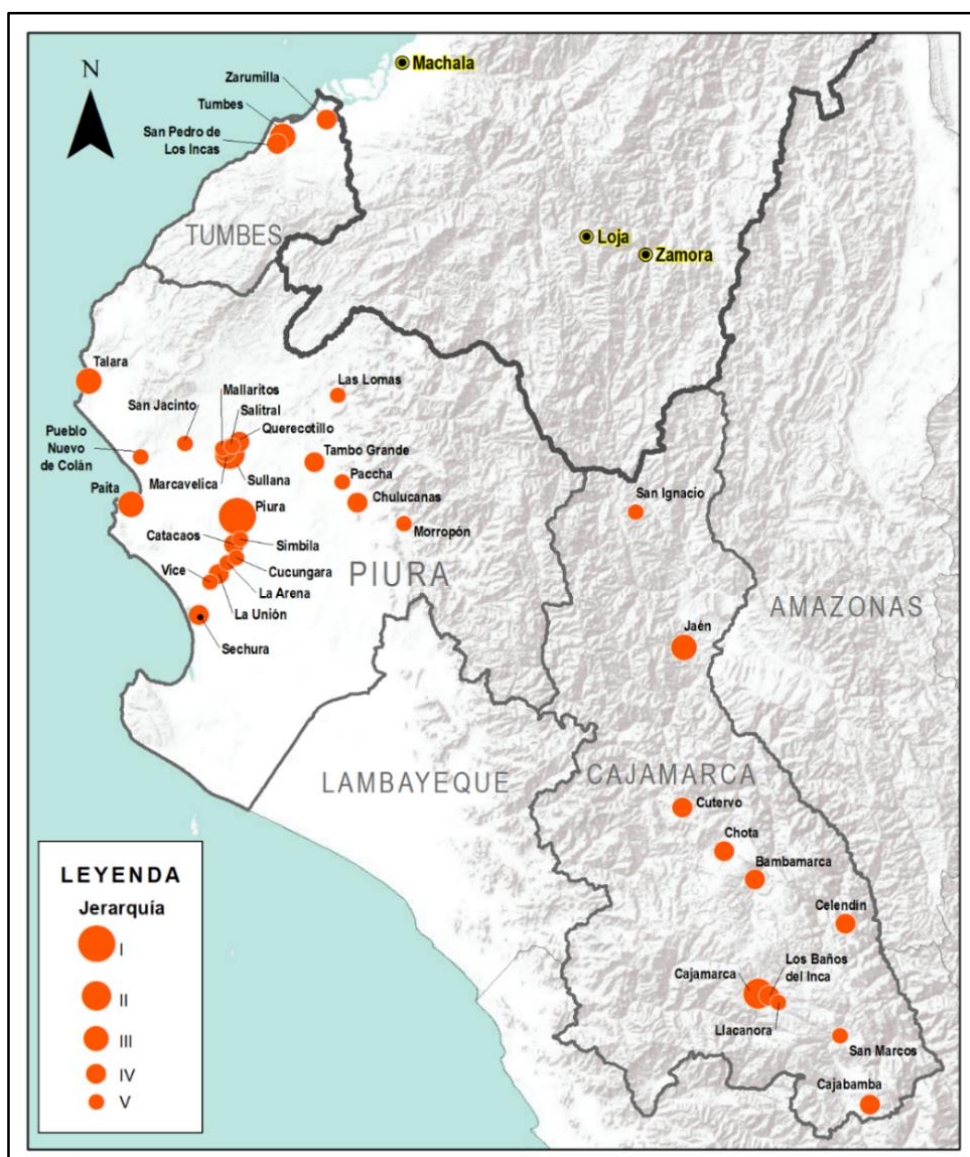 N
Machala
Zarumilla
Tumbes
San Pedro de
Los Incas
TUMBES
Loja
Zamora
Talara
Mallaritos
Las Lomas
Salitral
San Jacinto
Querecotillo
Pueblo
Nuevo
de Colán
Tambo Grande
Marcavelica
Sullana
Paccha
Paita
Piura
Chulucanas
San Ignacio
Morropón
Catacaos
Simbila
Vice
Cucungara
PIURA
La Arena
La Unión
AMAZONAS
Jaén
Sechura
LAMBAYEQUE
CAJAMARCA
Cutervo
Chota
Bambamarca
Celendín
Los Baños
del Inca
Cajamarca
Llacanora
San Marcos
Cajabamba
LEYENDA
Jerarquía
I
II
III
IV
V